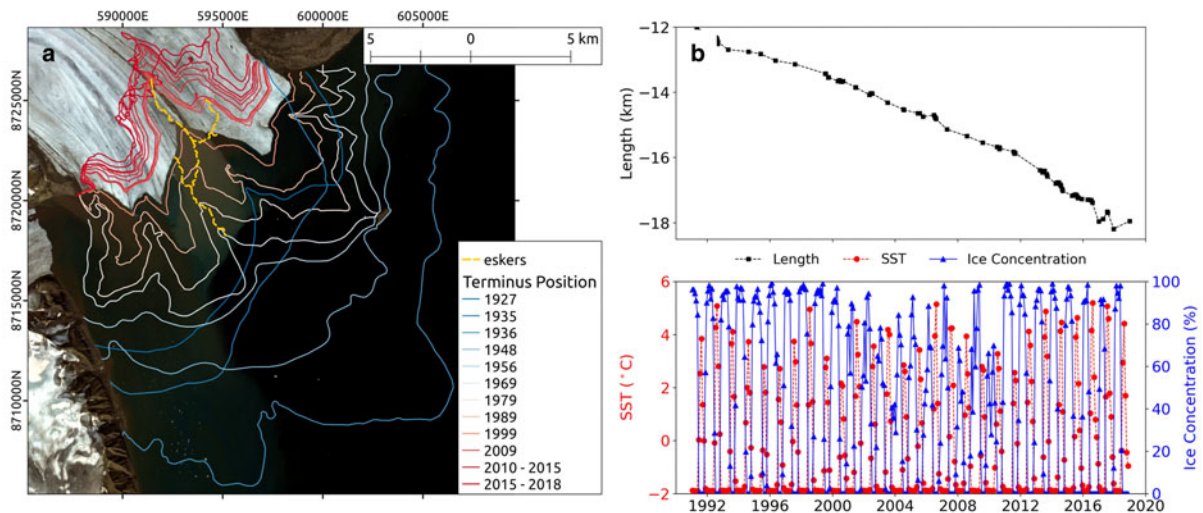 590000E 595000E 600000E 605000E
a
5 0 5 km
8725000N
8720000N
8715000N
8710000N
eskers
Terminus Position
1927
1935
1936
1948
1956
1969
1979
1989
1999
2009
2010 - 2015
2015 - 2018
b
Length (km)
−12
−14
−16
−18
Length SST Ice Concentration
SST (°C)
6
4
2
0
−2
Ice Concentration (%)
100
80
60
40
20
0
1992 1996 2000 2004 2008 2012 2016 2020